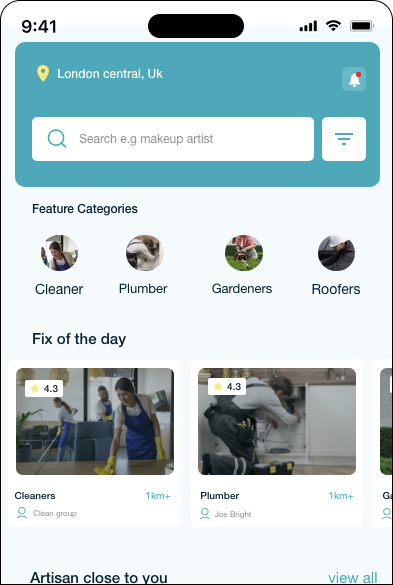 9:41
London central, Uk
Search e.g makeup artist
Feature Categories
Cleaner Plumber Gardeners Roofers
Fix of the day
4.3 4.3
Cleaners 1km+ Plumber 1km+ Ga
Clean group Joe Bright
Artisan close to you view all